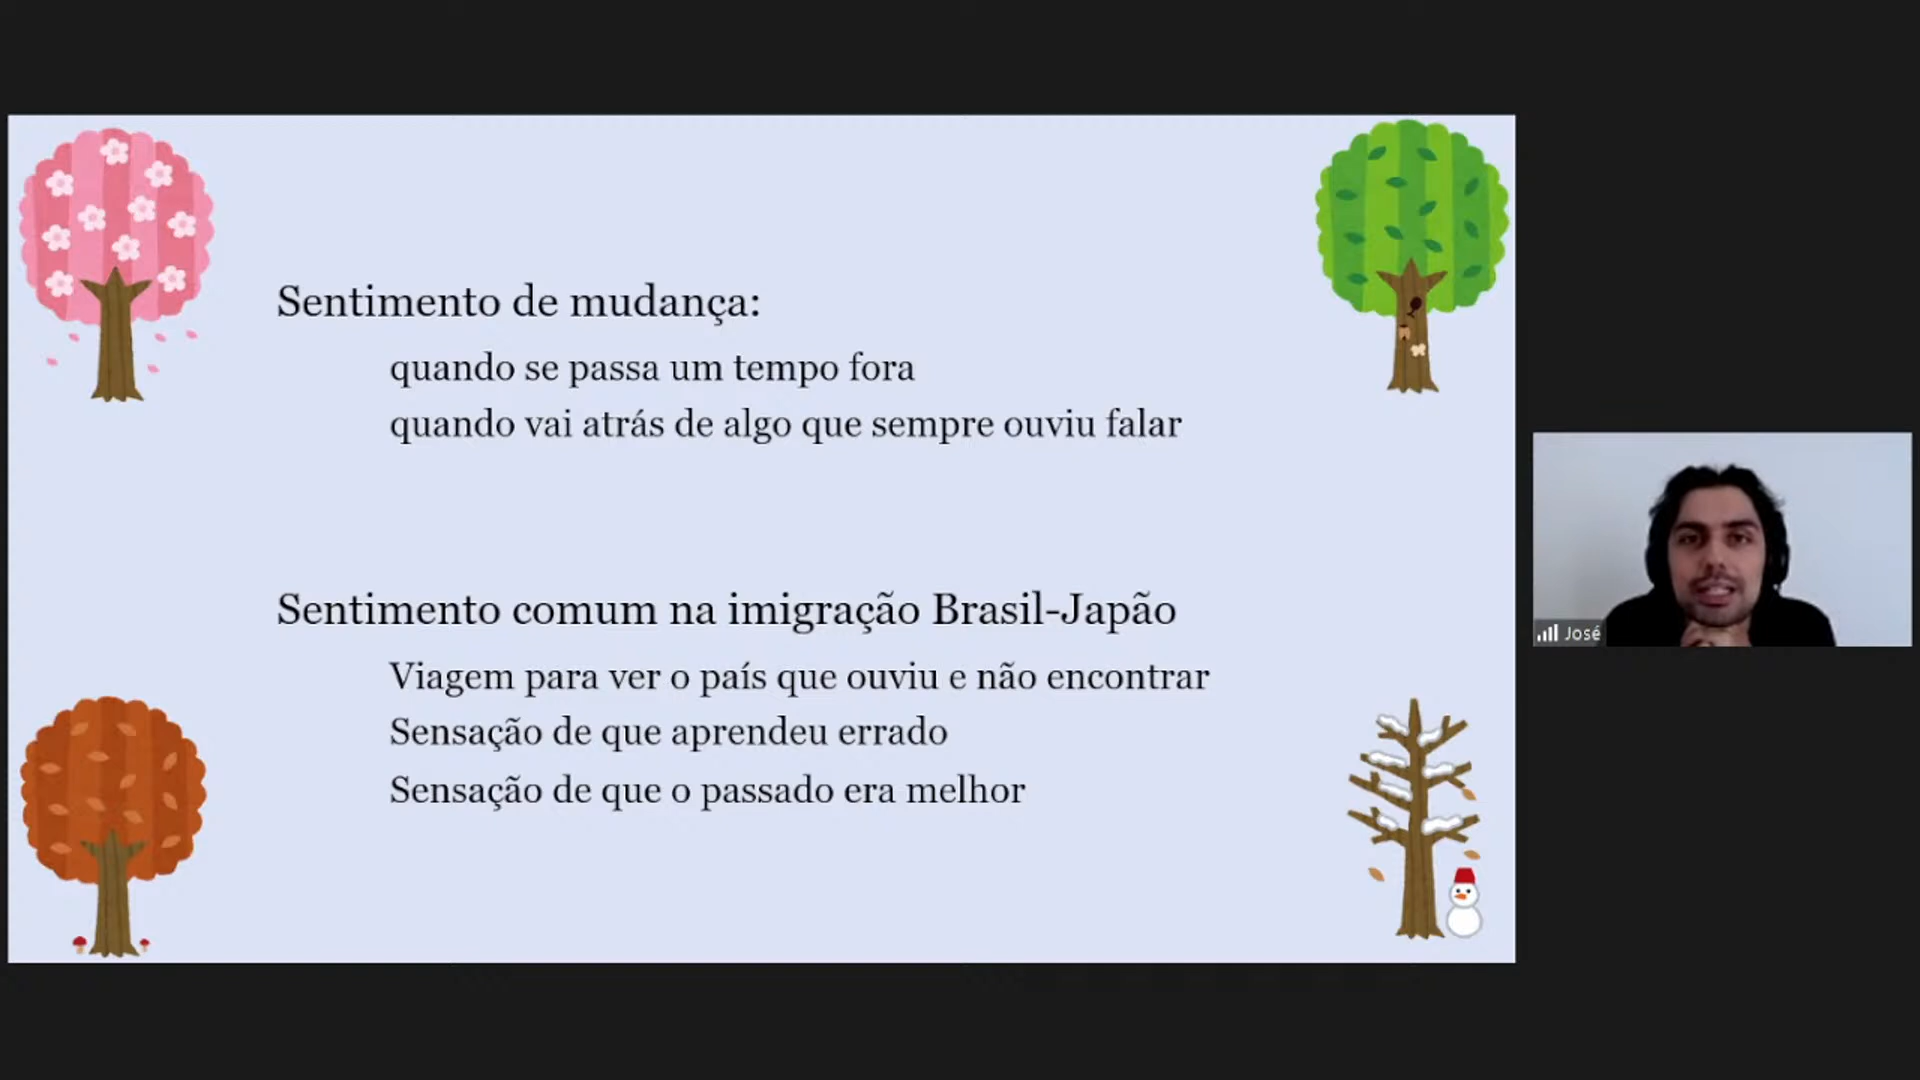 Sentimento de mudança:
quando se passa um tempo fora
quando vai atrás de algo que sempre ouviu falar
Sentimento comum na imigração Brasil-Japão
Viagem para ver o país que ouviu e não encontrar
Sensação de que aprendeu errado
Sensação de que o passado era melhor
José